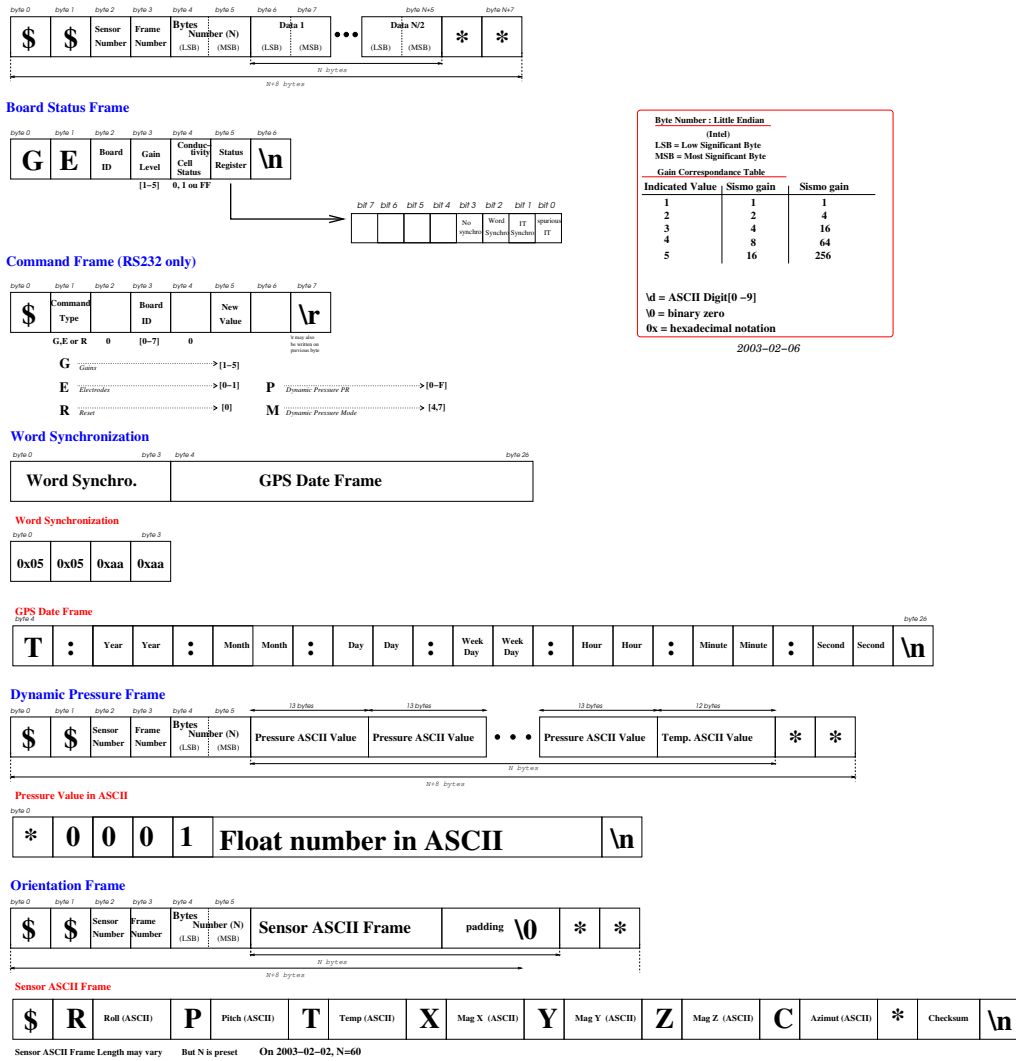 byte 0 byte 1 byte 2 byte 3 byte 4 byte 5 byte 6 byte 7 byte N+5 byte N+7
$ $ Sensor Number Frame Number Bytes Number (N) (LSB) (MSB) Data 1 (LSB) (MSB) ••• Data N/2 (LSB) (MSB) * *
N bytes
N+8 bytes
Board Status Frame
byte 0 byte 1 byte 2 byte 3 byte 4 byte 5 byte 6
G E Board ID Gain Level Conduc-tivity Cell Status Status Register \n
[1−5] 0, 1 ou FF
bit 7 bit 6 bit 5 bit 4 bit 3 bit 2 bit 1 bit 0
No synchro Word Synchro IT Synchro spurious IT
Byte Number : Little Endian
(Intel)
LSB = Low Significant Byte
MSB = Most Significant Byte
Gain Correspondance Table
Indicated Value Sismo gain Sismo gain
1 1 1
2 2 4
3 4 16
4 8 64
5 16 256
\d = ASCII Digit[0 −9]
\0 = binary zero
0x = hexadecimal notation
2003−02−06
Command Frame (RS232 only)
byte 0 byte 1 byte 2 byte 3 byte 4 byte 5 byte 6 byte 7
$ Command Type Board ID New Value \r
G,E or R 0 [0−7] 0
\r may also
be written on
previous byte
G Gains [1−5]
E Electrodes [0−1] P Dynamic Pressure PR [0−F]
R Reset [0] M Dynamic Pressure Mode [4,7]
Word Synchronization
byte 0 byte 3 byte 4 byte 26
Word Synchro. GPS Date Frame
Word Synchronization
byte 0 byte 3
0x05 0x05 0xaa 0xaa
GPS Date Frame
byte 4 byte 26
T : Year Year : Month Month : Day Day : Week Day Week Day : Hour Hour : Minute Minute : Second Second \n
Dynamic Pressure Frame
byte 0 byte 1 byte 2 byte 3 byte 4 byte 5 13 bytes 13 bytes 13 bytes 12 bytes
$ $ Sensor Number Frame Number Bytes Number (N) (LSB) (MSB) Pressure ASCII Value Pressure ASCII Value • • • Pressure ASCII Value Temp. ASCII Value * *
N bytes
N+8 bytes
Pressure Value in ASCII
byte 0
* 0 0 0 1 Float number in ASCII \n
Orientation Frame
byte 0 byte 1 byte 2 byte 3 byte 4 byte 5
$ $ Sensor Number Frame Number Bytes Number (N) (LSB) (MSB) Sensor ASCII Frame padding \0 * *
N bytes
N+8 bytes
Sensor ASCII Frame
$ R Roll (ASCII) P Pitch (ASCII) T Temp (ASCII) X Mag X (ASCII) Y Mag Y (ASCII) Z Mag Z (ASCII) C Azimut (ASCII) * Checksum \n
Sensor ASCII Frame Length may vary But N is preset On 2003−02−02, N=60